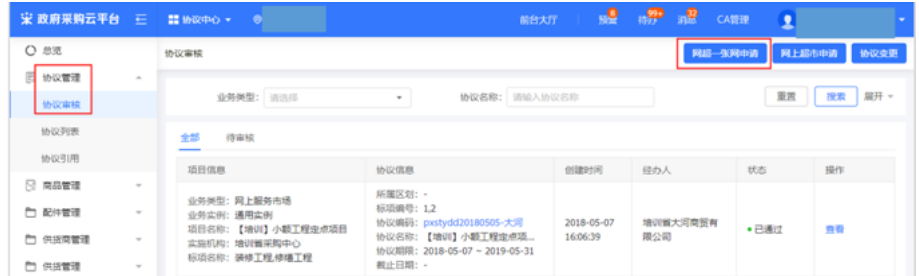 政府采购云平台
协议中心
前台大厅
预警
8
待办
99+
消息
32
CA管理
总览
协议审核
网超一张网申请
网上超市申请
协议变更
协议管理
协议审核
协议列表
协议引用
商品管理
配件管理
供货商管理
供货管理
业务类型: 请选择
协议名称: 请输入协议名称
重置
搜索
展开
全部
待审核
项目信息
协议信息
创建时间
经办人
状态
操作
业务类型: 网上服务市场
业务实例: 通用实例
项目名称: 【培训】小额工程定点项目
实施机构: 培训省采购中心
标项名称: 装修工程,修缮工程
所属区划: -
标项编号: 1,2
协议编码: pxstydd20180505-大河
协议名称: 【培训】小额工程定点项...
协议期限: 2018-05-07 ~ 2019-05-31
截止日期: -
2018-05-07
16:06:39
培训省大河商贸有
限公司
已通过
查看